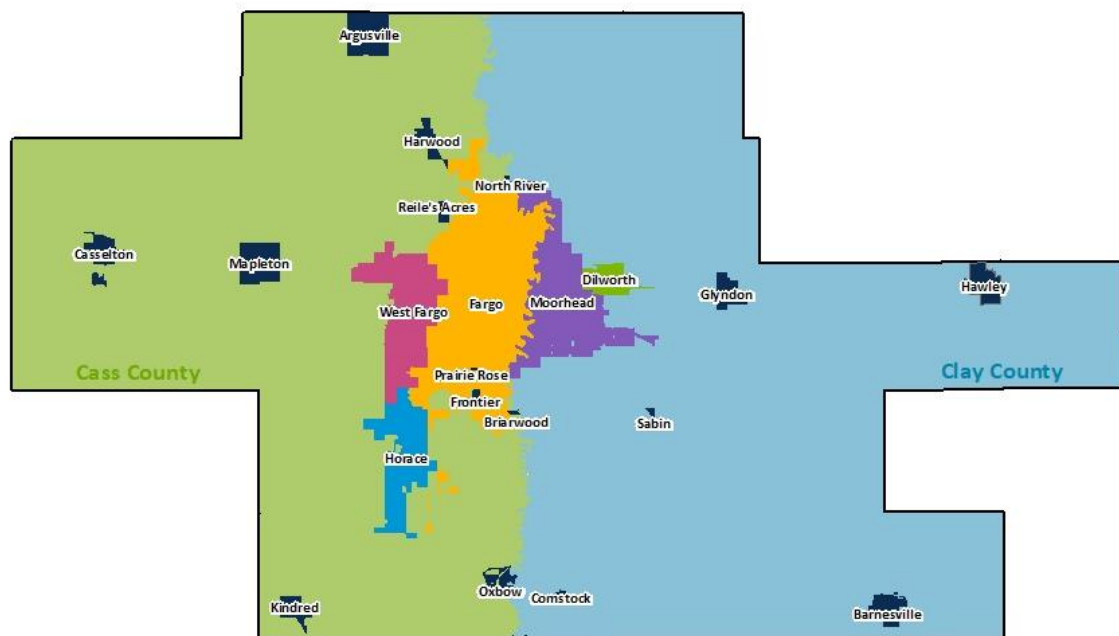 Argusville
Harwood
North River
Reile's Acres
Casselton
Mapleton
Dilworth
Glyndon
Hawley
West Fargo
Fargo
Moorhead
Cass County
Prairie Rose
Clay County
Frontier
Briarwood
Sabin
Horace
Oxbow
Comstock
Kindred
Barnesville